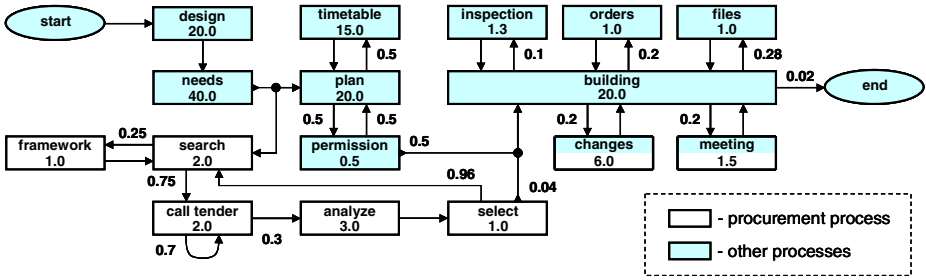 start
design
20.0
timetable
15.0
inspection
1.3
orders
1.0
files
1.0
0.5
0.1
0.2
0.28
needs
40.0
plan
20.0
building
20.0
0.02
end
0.5
0.5
0.2
0.2
framework
1.0
0.25
search
2.0
permission
0.5
0.5
changes
6.0
meeting
1.5
0.75
0.96
0.04
call tender
2.0
analyze
3.0
select
1.0
0.7
0.3
- procurement process
- other processes